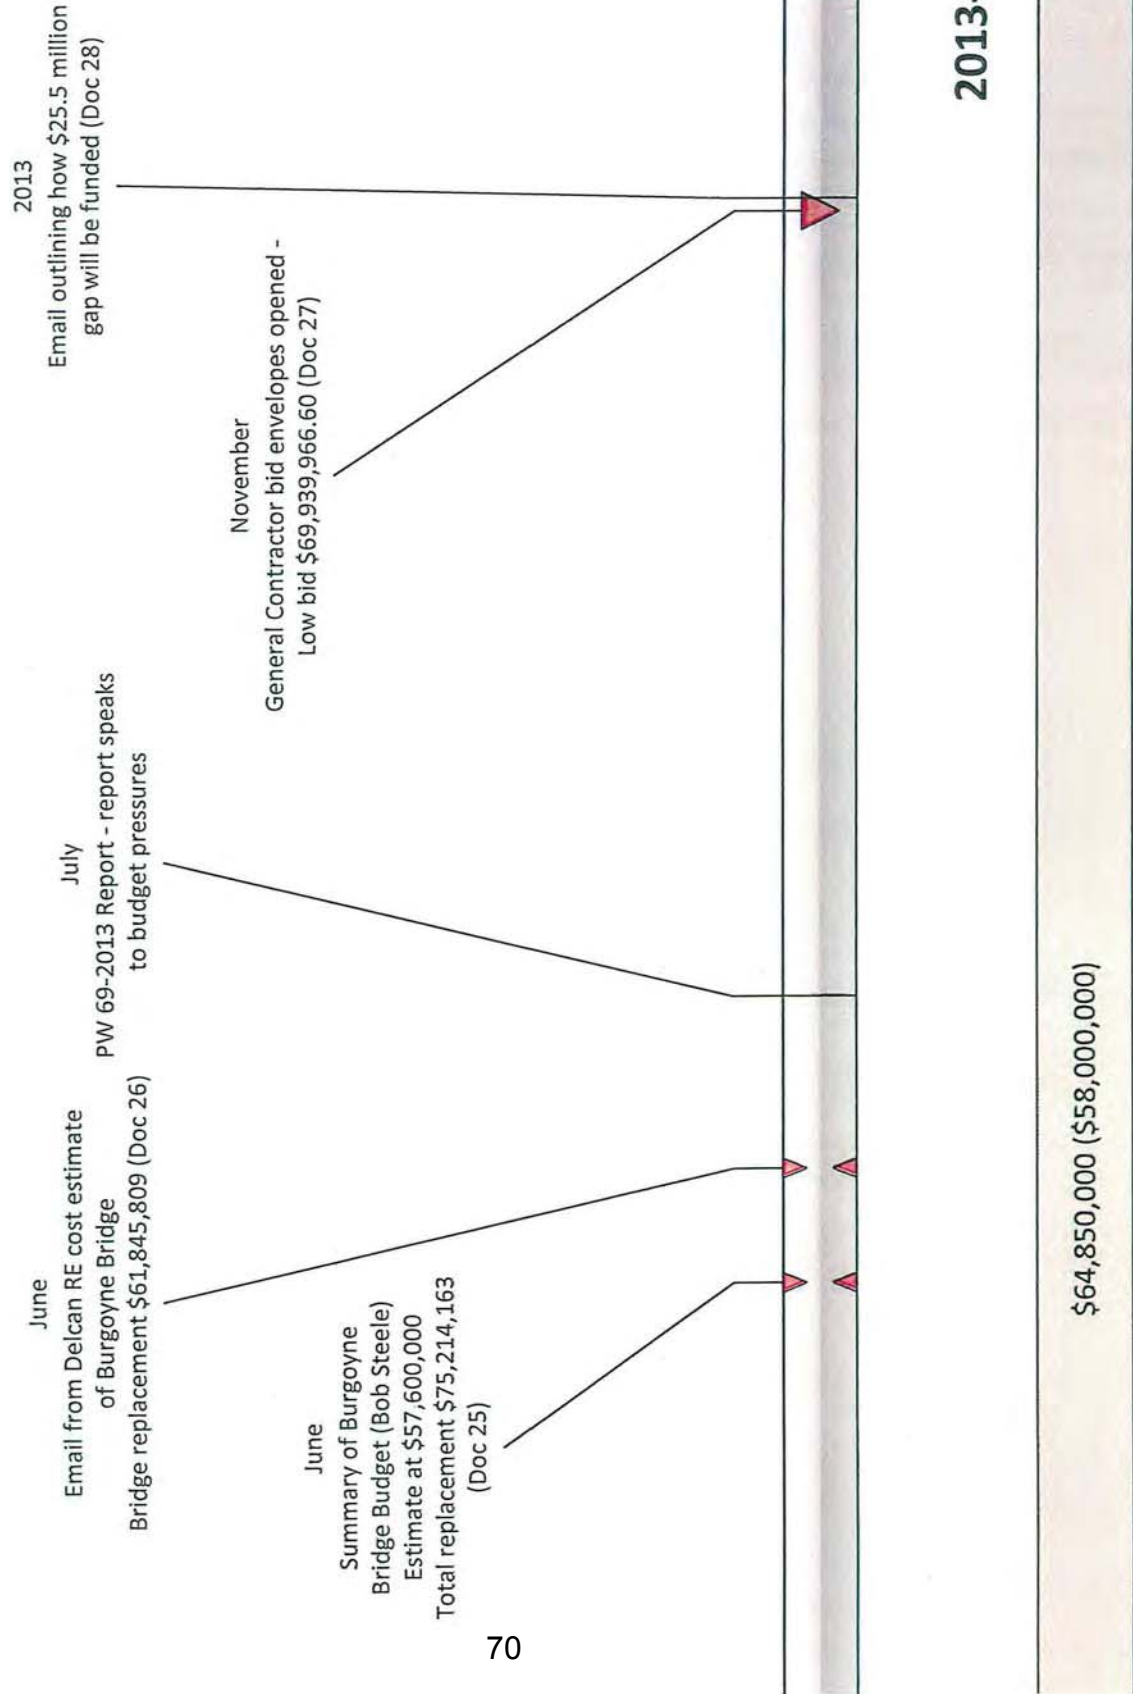 June
Email from Delcan RE cost estimate
of Burgoyne Bridge
Bridge replacement $61,845,809 (Doc 26)
June
Summary of Burgoyne
Bridge Budget (Bob Steele)
Estimate at $57,600,000
Total replacement $75,214,163
(Doc 25)
July
PW 69-2013 Report - report speaks
to budget pressures
November
General Contractor bid envelopes opened -
Low bid $69,939,966.60 (Doc 27)
2013
Email outlining how $25.5 million
gap will be funded (Doc 28)
2013-
$64,850,000 ($58,000,000)
70